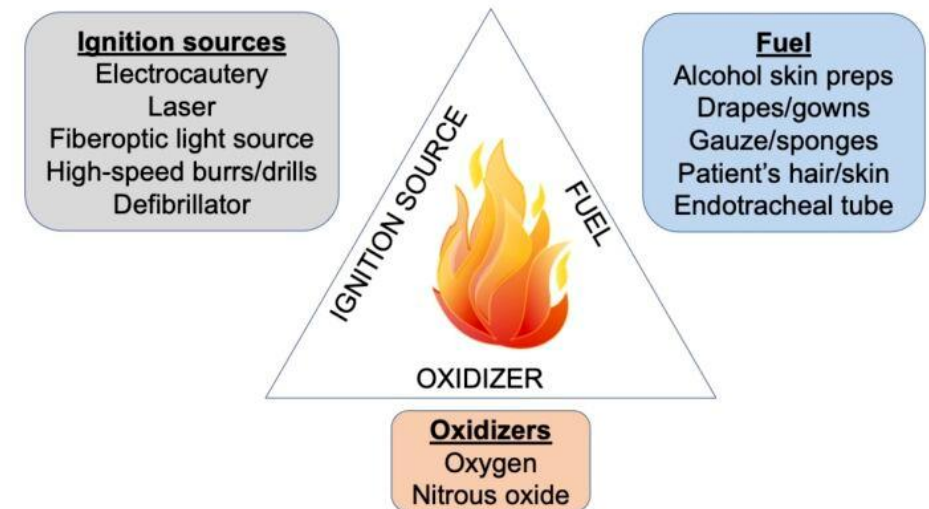 Ignition sources
Electrocautery
Laser
Fiberoptic light source
High-speed burrs/drills
Defibrillator
IGNITION SOURCE
FUEL
OXIDIZER
Fuel
Alcohol skin preps
Drapes/gowns
Gauze/sponges
Patient's hair/skin
Endotracheal tube
Oxidizers
Oxygen
Nitrous oxide